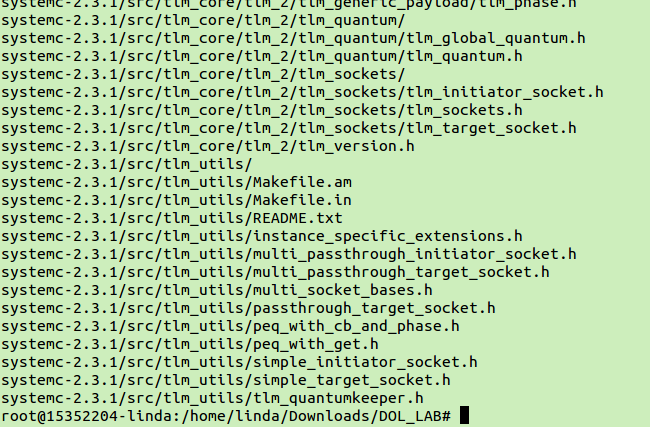 systemc-2.3.1/src/tlm_core/tlm_2/tlm_generic_payload/tlm_phase.h
systemc-2.3.1/src/tlm_core/tlm_2/tlm_quantum/
systemc-2.3.1/src/tlm_core/tlm_2/tlm_quantum/tlm_global_quantum.h
systemc-2.3.1/src/tlm_core/tlm_2/tlm_quantum/tlm_quantum.h
systemc-2.3.1/src/tlm_core/tlm_2/tlm_sockets/
systemc-2.3.1/src/tlm_core/tlm_2/tlm_sockets/tlm_initiator_socket.h
systemc-2.3.1/src/tlm_core/tlm_2/tlm_sockets/tlm_sockets.h
systemc-2.3.1/src/tlm_core/tlm_2/tlm_sockets/tlm_target_socket.h
systemc-2.3.1/src/tlm_core/tlm_2/tlm_version.h
systemc-2.3.1/src/tlm_utils/
systemc-2.3.1/src/tlm_utils/Makefile.am
systemc-2.3.1/src/tlm_utils/Makefile.in
systemc-2.3.1/src/tlm_utils/README.txt
systemc-2.3.1/src/tlm_utils/instance_specific_extensions.h
systemc-2.3.1/src/tlm_utils/multi_passthrough_initiator_socket.h
systemc-2.3.1/src/tlm_utils/multi_passthrough_target_socket.h
systemc-2.3.1/src/tlm_utils/multi_socket_bases.h
systemc-2.3.1/src/tlm_utils/passthrough_target_socket.h
systemc-2.3.1/src/tlm_utils/peq_with_cb_and_phase.h
systemc-2.3.1/src/tlm_utils/peq_with_get.h
systemc-2.3.1/src/tlm_utils/simple_initiator_socket.h
systemc-2.3.1/src/tlm_utils/simple_target_socket.h
systemc-2.3.1/src/tlm_utils/tlm_quantumkeeper.h
root@15352204-linda:/home/linda/Downloads/DOL_LAB#